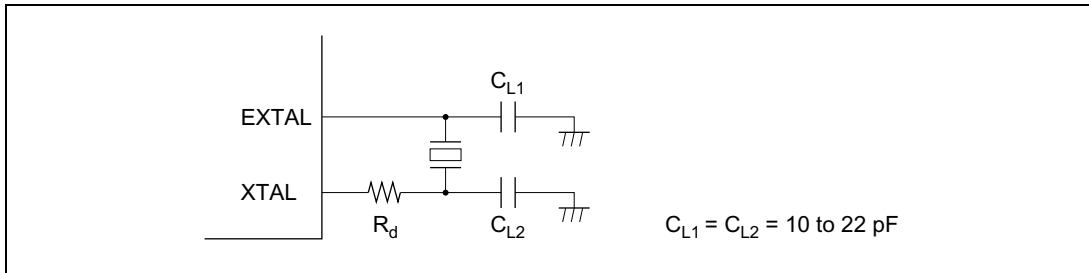 C_L1
EXTAL
XTAL
R_d
C_L2
C_L1 = C_L2 = 10 to 22 pF